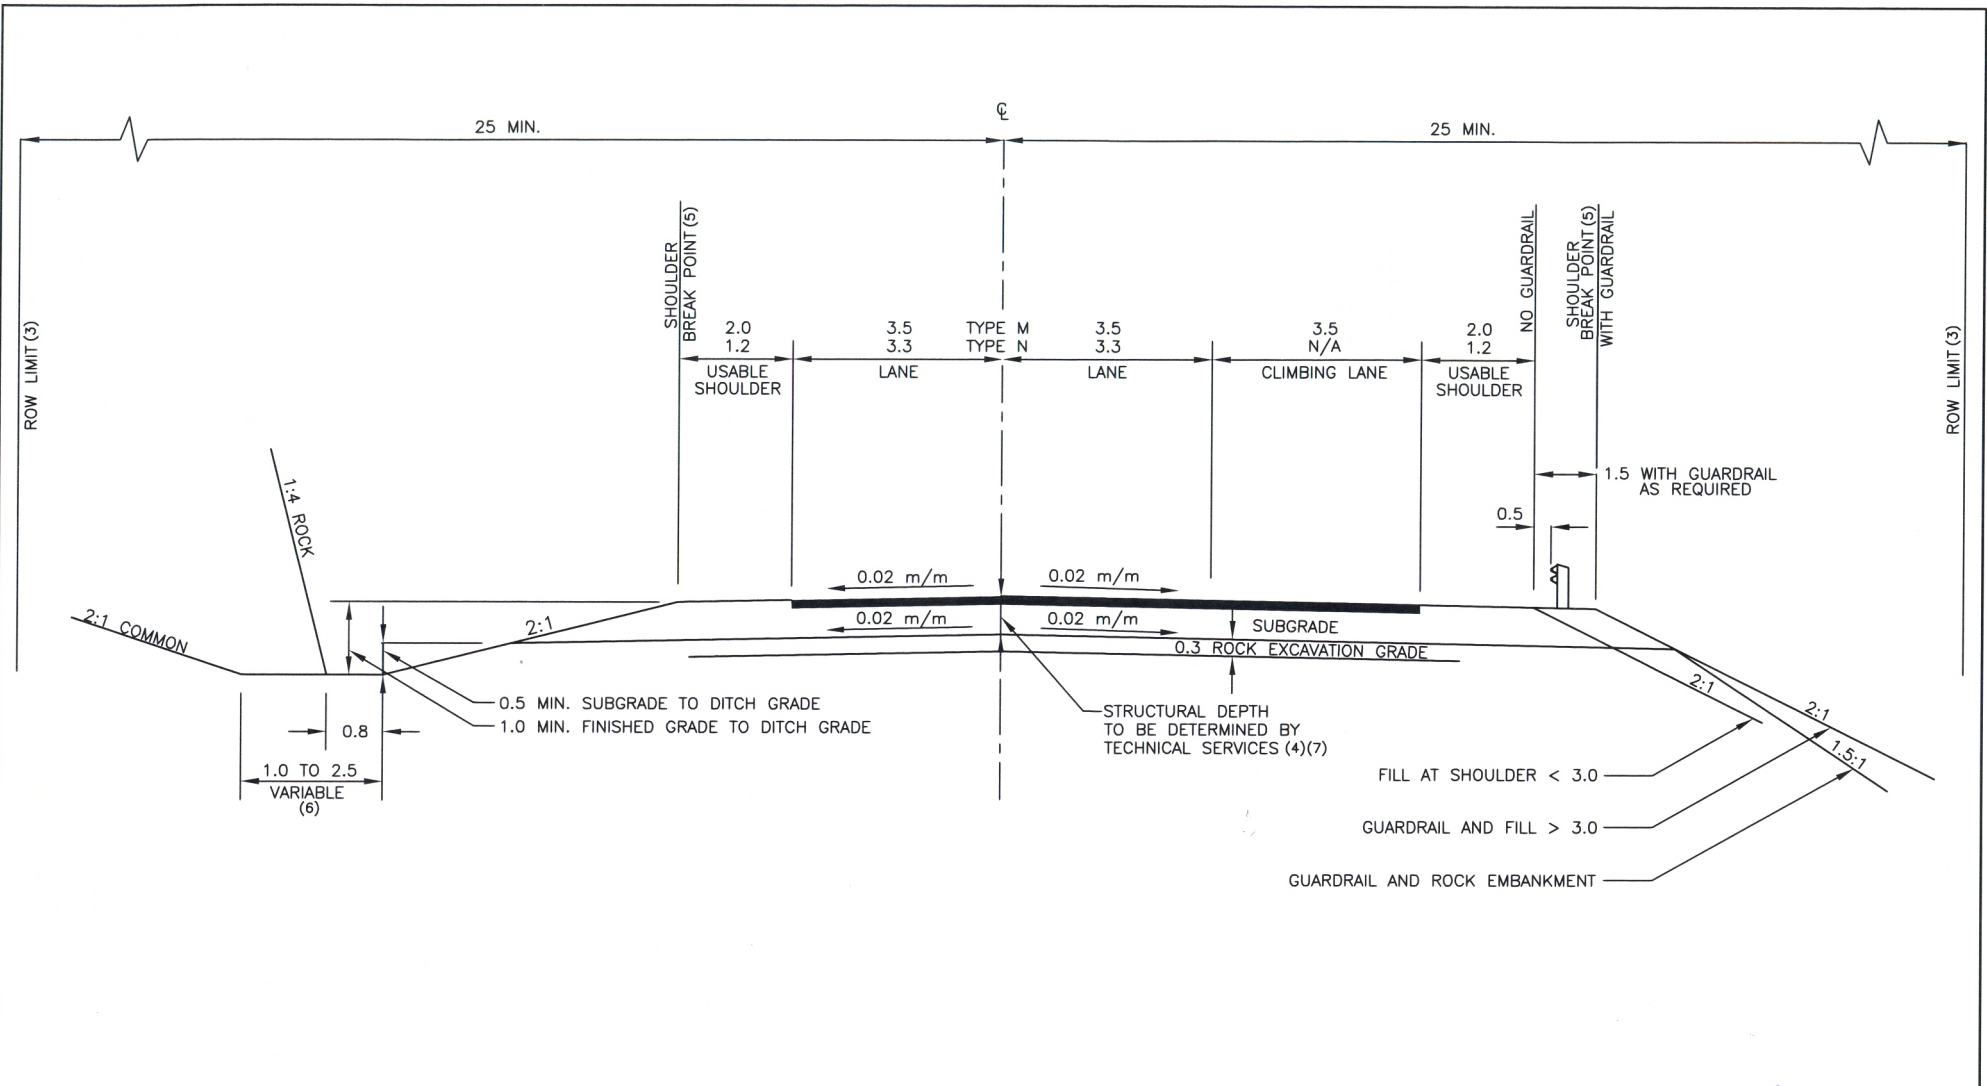 ℄
25 MIN.
25 MIN.
ROW LIMIT (3)
SHOULDER
BREAK POINT (5)
NO GUARDRAIL
SHOULDER
BREAK POINT (5)
WITH GUARDRAIL
ROW LIMIT (3)
2.0 3.5 TYPE M 3.5 3.5 2.0
1.2 3.3 TYPE N 3.3 N/A 1.2
USABLE
SHOULDER
LANE
LANE
CLIMBING LANE
USABLE
SHOULDER
1.5 WITH GUARDRAIL
AS REQUIRED
0.5
1:4 ROCK
2:1 COMMON
2:1
0.02 m/m
0.02 m/m
0.02 m/m
0.02 m/m
SUBGRADE
0.3 ROCK EXCAVATION GRADE
0.5 MIN. SUBGRADE TO DITCH GRADE
1.0 MIN. FINISHED GRADE TO DITCH GRADE
0.8
1.0 TO 2.5
VARIABLE
(6)
STRUCTURAL DEPTH
TO BE DETERMINED BY
TECHNICAL SERVICES (4)(7)
2:1
2:1
1.5:1
FILL AT SHOULDER < 3.0
GUARDRAIL AND FILL > 3.0
GUARDRAIL AND ROCK EMBANKMENT